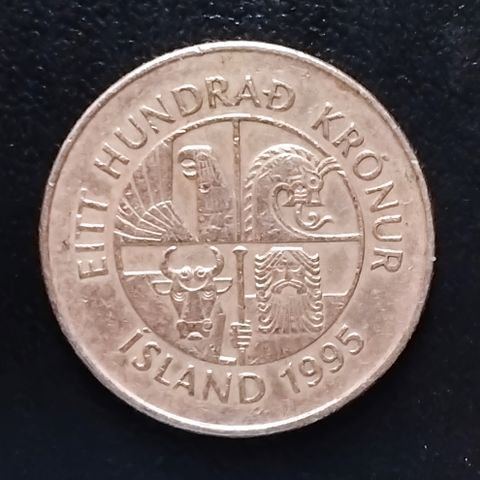 EITT HUNDRAÐ KRÓNUR
ÍSLAND 1995